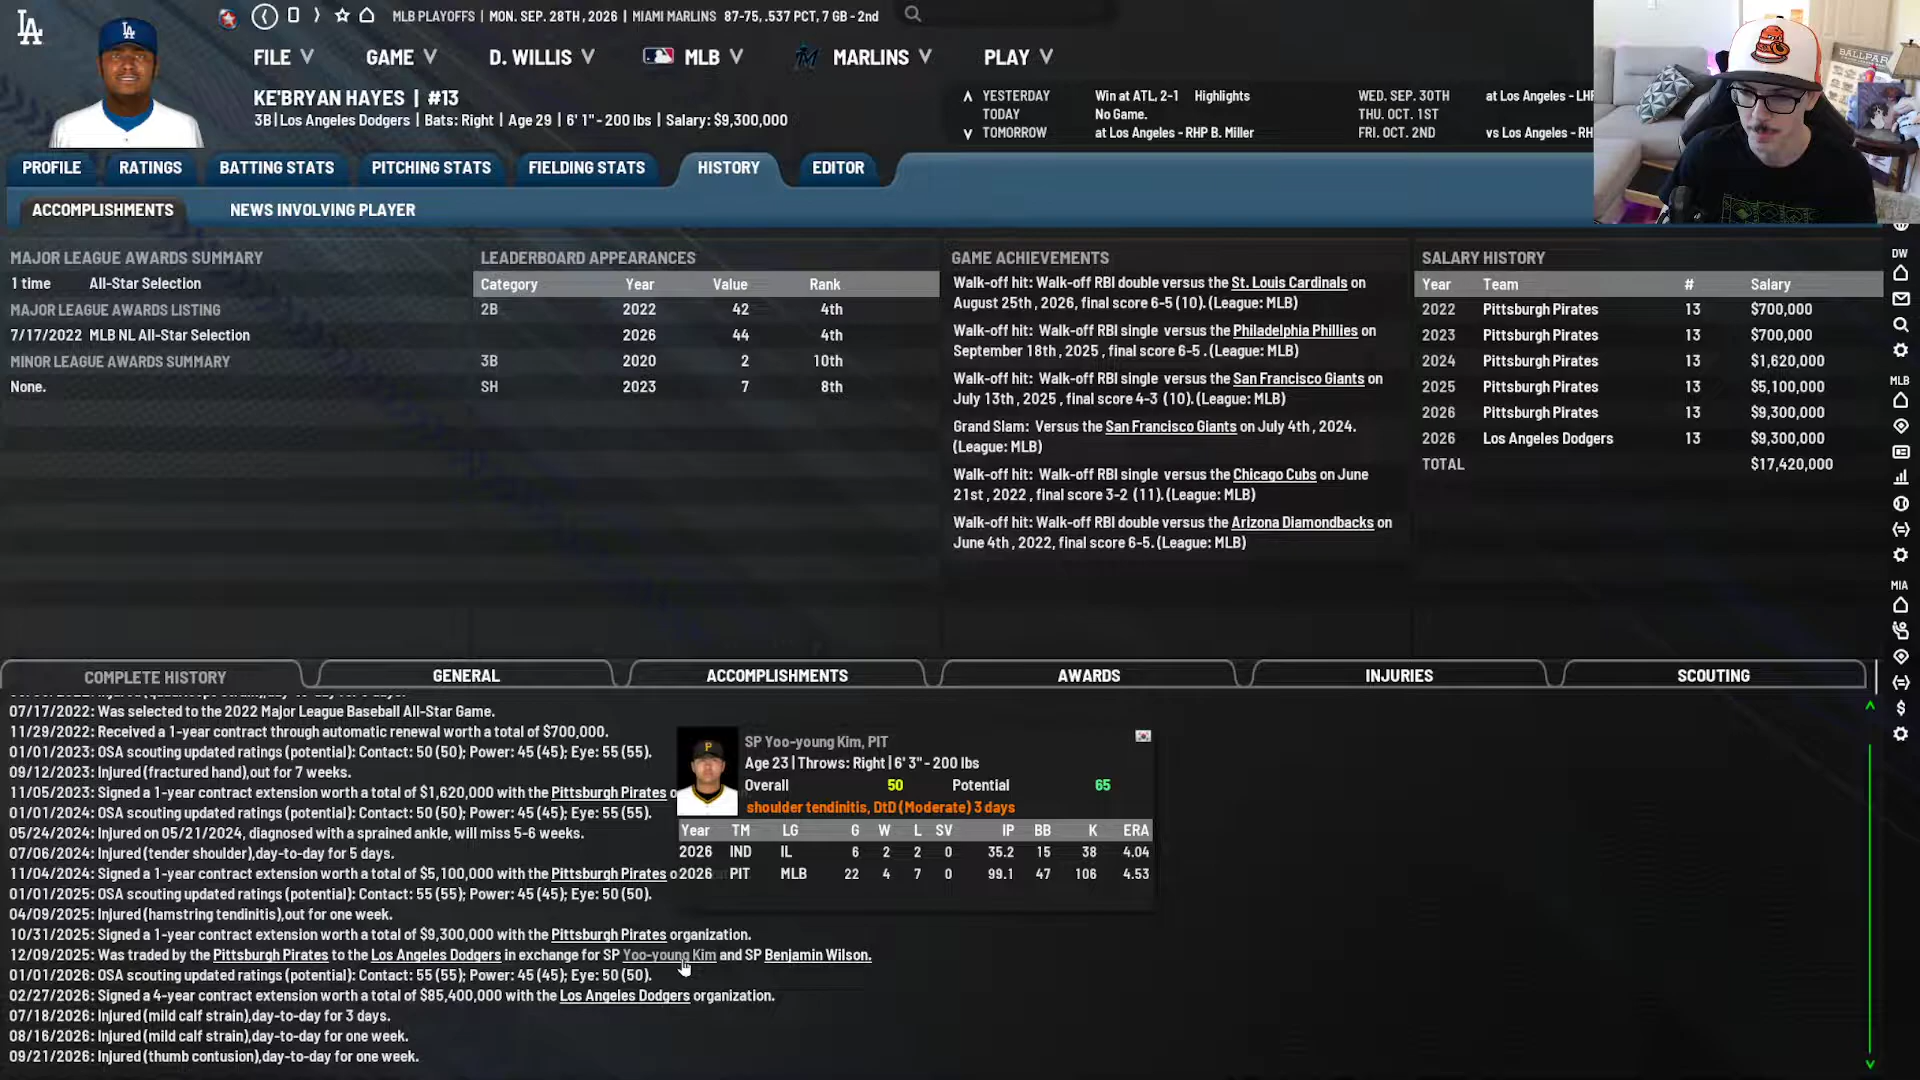 MLB PLAYOFFS | MON. SEP. 28TH, 2026 | MIAMI MARLINS 87-75, .537 PCT, 7 GB - 2nd
FILE GAME D. WILLIS MLB MARLINS PLAY
KE'BRYAN HAYES | #13
3B | Los Angeles Dodgers | Bats: Right | Age 29 | 6' 1" - 200 lbs | Salary: $9,300,000
YESTERDAY Win at ATL, 2-1 Highlights WED. SEP. 30TH at Los Angeles - LH
TODAY No Game. THU. OCT. 1ST
TOMORROW at Los Angeles - RHP B. Miller FRI. OCT. 2ND vs Los Angeles - RH
PROFILE RATINGS BATTING STATS PITCHING STATS FIELDING STATS HISTORY EDITOR
ACCOMPLISHMENTS NEWS INVOLVING PLAYER
MAJOR LEAGUE AWARDS SUMMARY
1 time All-Star Selection
MAJOR LEAGUE AWARDS LISTING
7/17/2022 MLB NL All-Star Selection
MINOR LEAGUE AWARDS SUMMARY
None.
LEADERBOARD APPEARANCES
Category Year Value Rank
2B 2022 42 4th
2026 44 4th
3B 2020 2 10th
SH 2023 7 8th
GAME ACHIEVEMENTS
Walk-off hit: Walk-off RBI double versus the St. Louis Cardinals on
August 25th, 2026, final score 6-5 (10). (League: MLB)
Walk-off hit: Walk-off RBI single versus the Philadelphia Phillies on
September 18th, 2025 , final score 6-5 . (League: MLB)
Walk-off hit: Walk-off RBI single versus the San Francisco Giants on
July 13th, 2025 , final score 4-3 (10). (League: MLB)
Grand Slam: Versus the San Francisco Giants on July 4th , 2024.
(League: MLB)
Walk-off hit: Walk-off RBI single versus the Chicago Cubs on June
21st , 2022 , final score 3-2 (11). (League: MLB)
Walk-off hit: Walk-off RBI double versus the Arizona Diamondbacks on
June 4th , 2022, final score 6-5. (League: MLB)
SALARY HISTORY
Year Team # Salary
2022 Pittsburgh Pirates 13 $700,000
2023 Pittsburgh Pirates 13 $700,000
2024 Pittsburgh Pirates 13 $1,620,000
2025 Pittsburgh Pirates 13 $5,100,000
2026 Pittsburgh Pirates 13 $9,300,000
2026 Los Angeles Dodgers 13 $9,300,000
TOTAL $17,420,000
DW
MLB
MIA
COMPLETE HISTORY GENERAL ACCOMPLISHMENTS AWARDS INJURIES SCOUTING
07/17/2022: Was selected to the 2022 Major League Baseball All-Star Game.
11/29/2022: Received a 1-year contract through automatic renewal worth a total of $700,000.
01/01/2023: OSA scouting updated ratings (potential): Contact: 50 (50); Power: 45 (45); Eye: 55 (55).
09/12/2023: Injured (fractured hand), out for 7 weeks.
11/05/2023: Signed a 1-year contract extension worth a total of $1,620,000 with the Pittsburgh Pirates o
01/01/2024: OSA scouting updated ratings (potential): Contact: 50 (50); Power: 45 (45); Eye: 55 (55).
05/24/2024: Injured on 05/21/2024, diagnosed with a sprained ankle, will miss 5-6 weeks.
07/06/2024: Injured (tender shoulder), day-to-day for 5 days.
11/04/2024: Signed a 1-year contract extension worth a total of $5,100,000 with the Pittsburgh Pirates o
01/01/2025: OSA scouting updated ratings (potential): Contact: 55 (55); Power: 45 (45); Eye: 50 (50).
04/09/2025: Injured (hamstring tendinitis), out for one week.
10/31/2025: Signed a 1-year contract extension worth a total of $9,300,000 with the Pittsburgh Pirates organization.
12/09/2025: Was traded by the Pittsburgh Pirates to the Los Angeles Dodgers in exchange for SP Yoo-young Kim and SP Benjamin Wilson.
01/01/2026: OSA scouting updated ratings (potential): Contact: 55 (55); Power: 45 (45); Eye: 50 (50).
02/27/2026: Signed a 4-year contract extension worth a total of $85,400,000 with the Los Angeles Dodgers organization.
07/18/2026: Injured (mild calf strain), day-to-day for 3 days.
08/16/2026: Injured (mild calf strain), day-to-day for one week.
09/21/2026: Injured (thumb contusion), day-to-day for one week.
SP Yoo-young Kim, PIT
Age 23 | Throws: Right | 6' 3" - 200 lbs
Overall 50 Potential 65
shoulder tendinitis, DtD (Moderate) 3 days
Year TM LG G W L SV IP BB K ERA
2026 IND IL 6 2 2 0 35.2 15 38 4.04
2026 PIT MLB 22 4 7 0 99.1 47 106 4.53